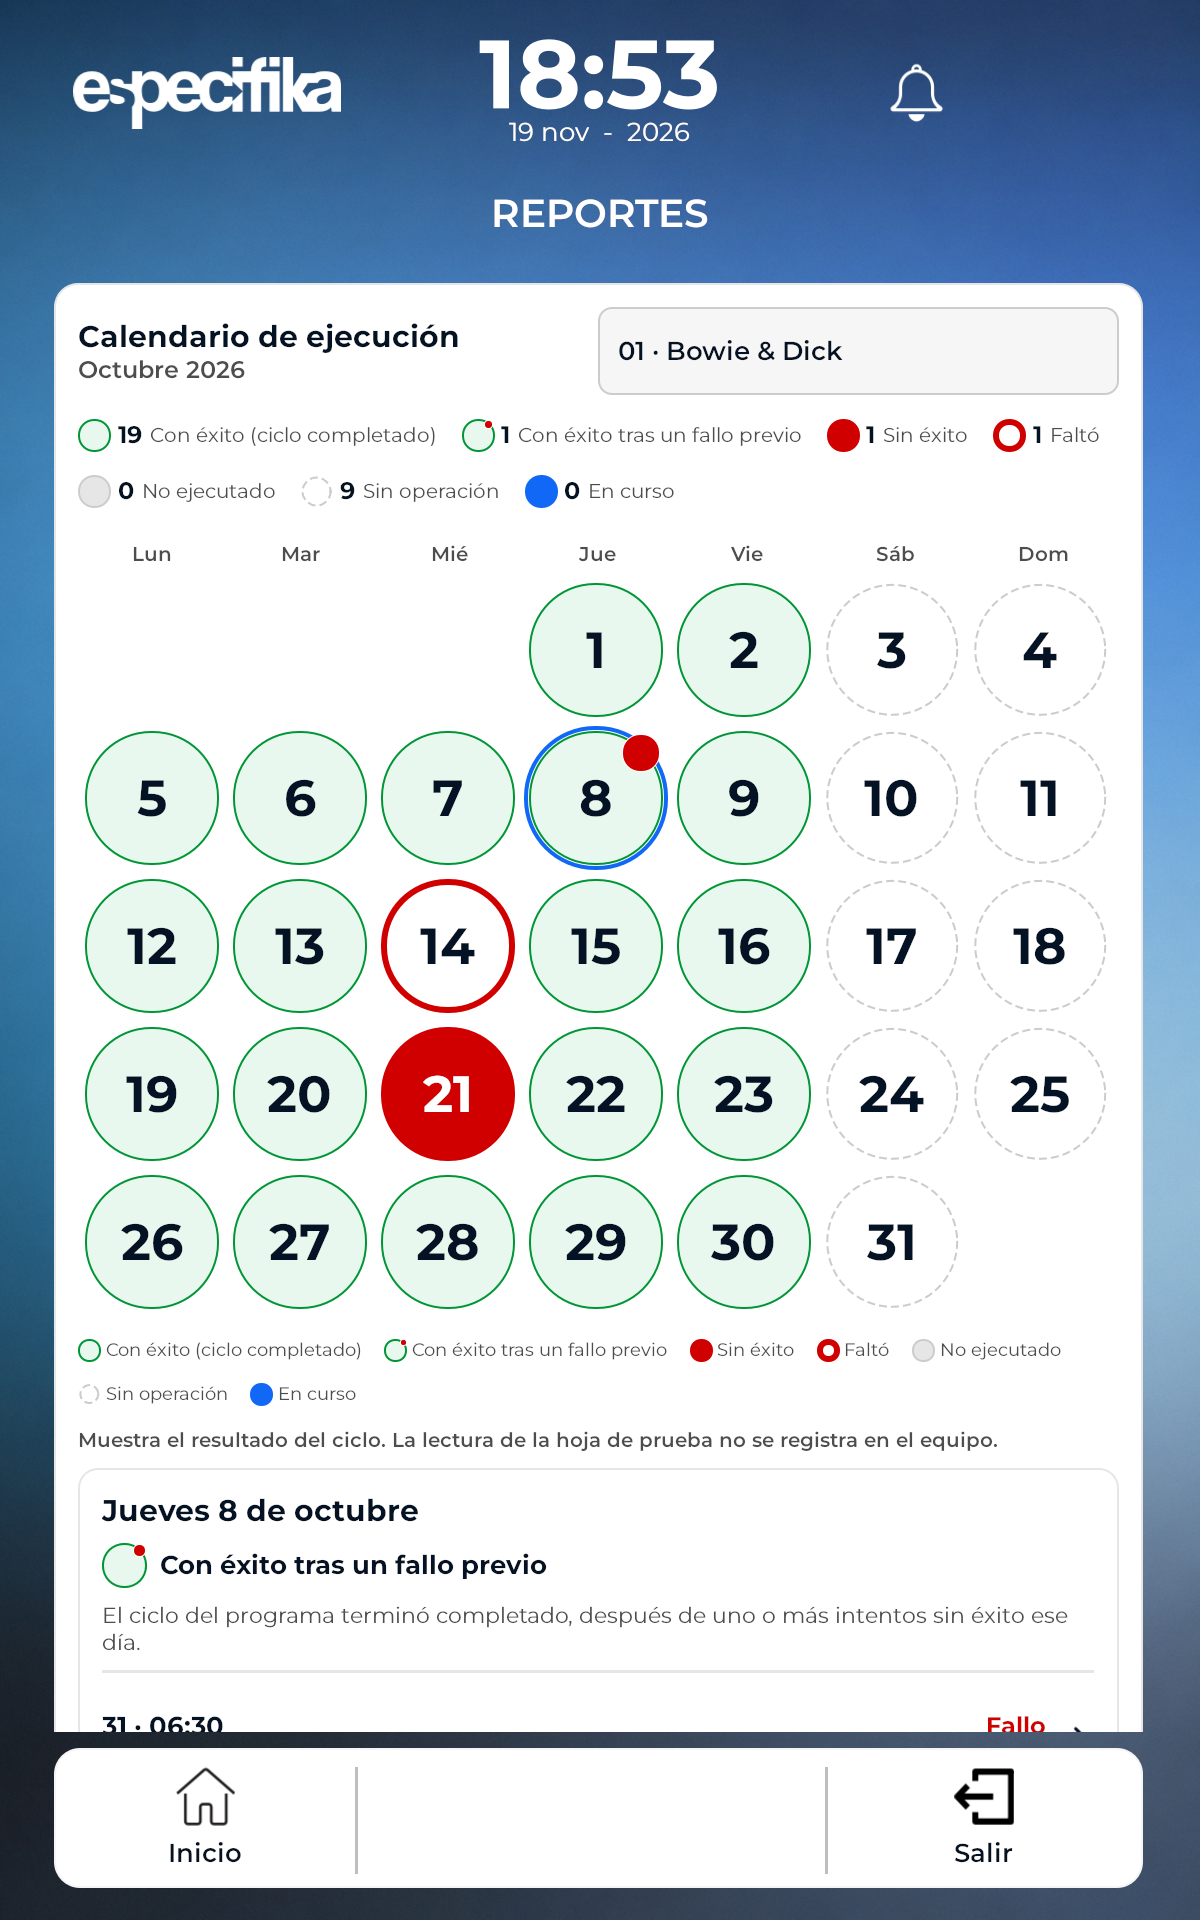 especifika
18:53
19 nov - 2026
REPORTES
Calendario de ejecución
Octubre 2026
01 · Bowie & Dick
19 Con éxito (ciclo completado) 1 Con éxito tras un fallo previo 1 Sin éxito 1 Faltó
0 No ejecutado 9 Sin operación 0 En curso
Lun Mar Mié Jue Vie Sáb Dom
1 2 3 4
5 6 7 8 9 10 11
12 13 14 15 16 17 18
19 20 21 22 23 24 25
26 27 28 29 30 31
Con éxito (ciclo completado) Con éxito tras un fallo previo Sin éxito Faltó No ejecutado
Sin operación En curso
Muestra el resultado del ciclo. La lectura de la hoja de prueba no se registra en el equipo.
Jueves 8 de octubre
Con éxito tras un fallo previo
El ciclo del programa terminó completado, después de uno o más intentos sin éxito ese
día.
31 · 06:30 Fallo
Inicio Salir